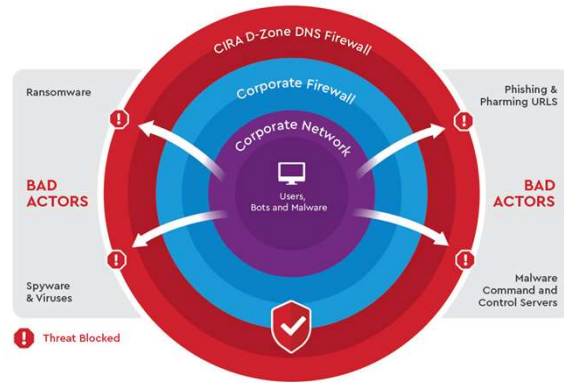 CIRA D-Zone DNS Firewall
Corporate Firewall
Corporate Network
Users,
Bots and Malware
Ransomware
BAD
ACTORS
Spyware
& Viruses
Phishing &
Pharming URLS
BAD
ACTORS
Malware
Command and
Control Servers
Threat Blocked